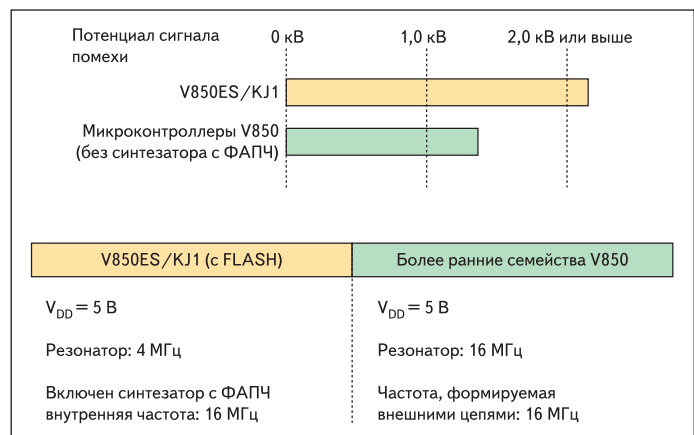 Потенциал сигнала помехи
0 кВ
1,0 кВ
2,0 кВ или выше
V850ES/KJ1
Микроконтроллеры V850
(без синтезатора с ФАПЧ)
V850ES/KJ1 (с FLASH)
Более ранние семейства V850
VDD = 5 В
VDD = 5 В
Резонатор: 4 МГц
Резонатор: 16 МГц
Включен синтезатор с ФАПЧ
внутренняя частота: 16 МГц
Частота, формируемая
внешними цепями: 16 МГц